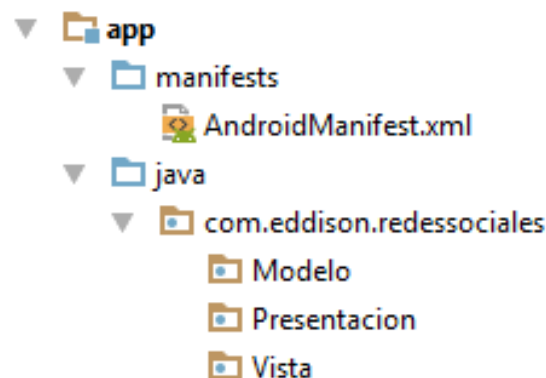 app
manifests
AndroidManifest.xml
java
com.eddison.redessociales
Modelo
Presentacion
Vista